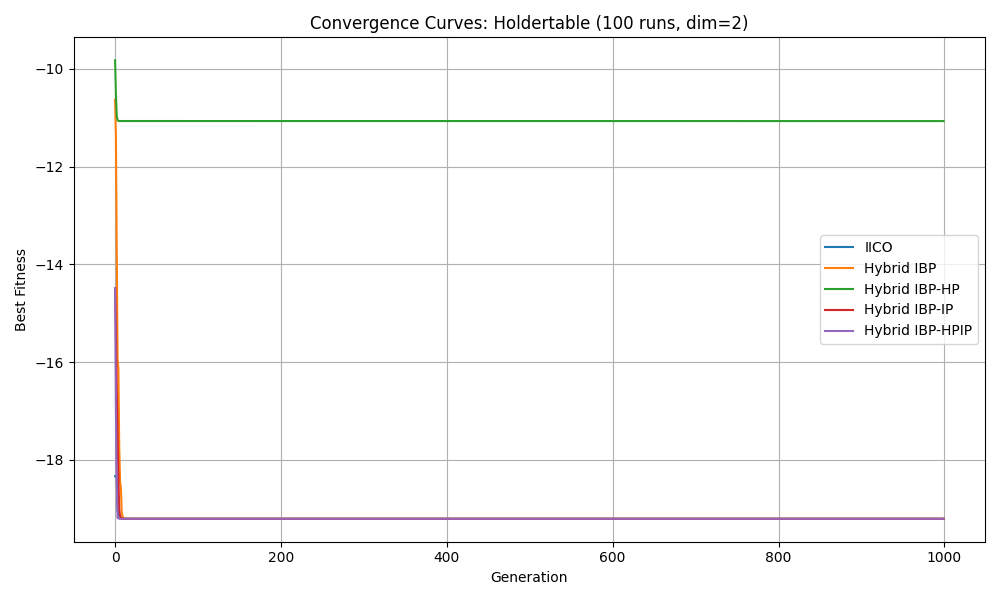 Convergence Curves: Holdertable (100 runs, dim=2)
Best Fitness
−10
−12
−14
−16
−18
IICO
Hybrid IBP
Hybrid IBP-HP
Hybrid IBP-IP
Hybrid IBP-HPIP
0
200
400
600
800
1000
Generation